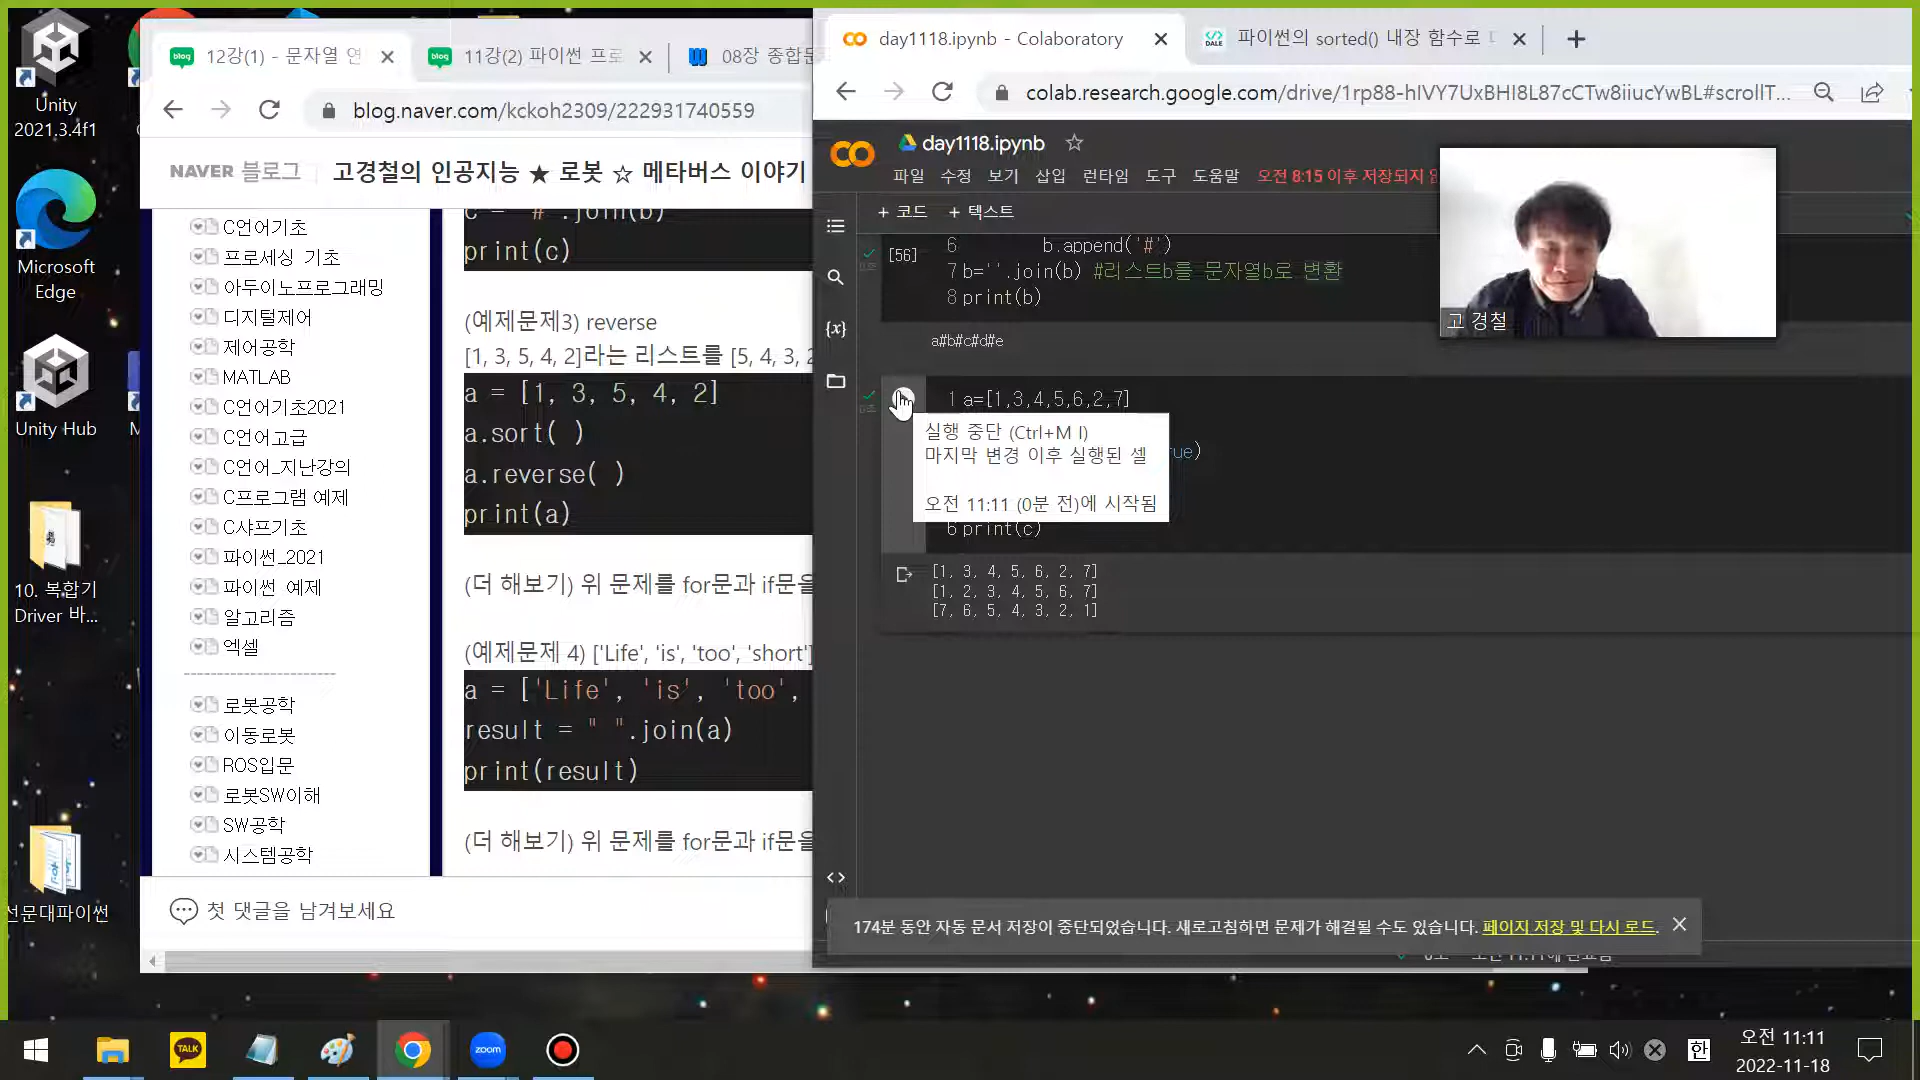 Unity
2021.3.4f1
Microsoft
Edge
Unity Hub
10. 복합기
Driver 바...
선문대파이썬
12강(1) - 문자열 연
11강(2) 파이썬 프로
08장 종합문
blog.naver.com/kckoh2309/222931740559
NAVER 블로그
고경철의 인공지능 ★ 로봇 ☆ 메타버스 이야기
C언어기초
프로세싱 기초
아두이노프로그래밍
디지털제어
제어공학
MATLAB
C언어기초2021
C언어고급
C언어_지난강의
C프로그램 예제
C샤프기초
파이썬_2021
파이썬 예제
알고리즘
엑셀
로봇공학
이동로봇
ROS입문
로봇SW이해
SW공학
시스템공학
c = "#".join(b)
print(c)
(예제문제3) reverse
[1, 3, 5, 4, 2]라는 리스트를 [5, 4, 3, 2
a = [1, 3, 5, 4, 2]
a.sort( )
a.reverse( )
print(a)
(더 해보기) 위 문제를 for문과 if문을
(예제문제 4) ['Life', 'is', 'too', 'short']
a = ['Life', 'is', 'too',
result = " ".join(a)
print(result)
(더 해보기) 위 문제를 for문과 if문을
첫 댓글을 남겨보세요
day1118.ipynb - Colaboratory
파이썬의 sorted() 내장 함수로
colab.research.google.com/drive/1rp88-hIVY7UxBHI8L87cCTw8iiucYwBL#scrollT...
day1118.ipynb
파일 수정 보기 삽입 런타임 도구 도움말 오전 8:15 이후 저장되지
+ 코드 + 텍스트
[56]
6 b.append('#')
7 b=''.join(b) #리스트b를 문자열b로 변환
8 print(b)
a#b#c#d#e
1 a=[1,3,4,5,6,2,7]
실행 중단 (Ctrl+M I)
마지막 변경 이후 실행된 셀
오전 11:11 (0분 전)에 시작됨
rue)
6 print(c)
[1, 3, 4, 5, 6, 2, 7]
[1, 2, 3, 4, 5, 6, 7]
[7, 6, 5, 4, 3, 2, 1]
고 경철
174분 동안 자동 문서 저장이 중단되었습니다. 새로고침하면 문제가 해결될 수도 있습니다. 페이지 저장 및 다시 로드.
TALK
zoom
한
오전 11:11
2022-11-18